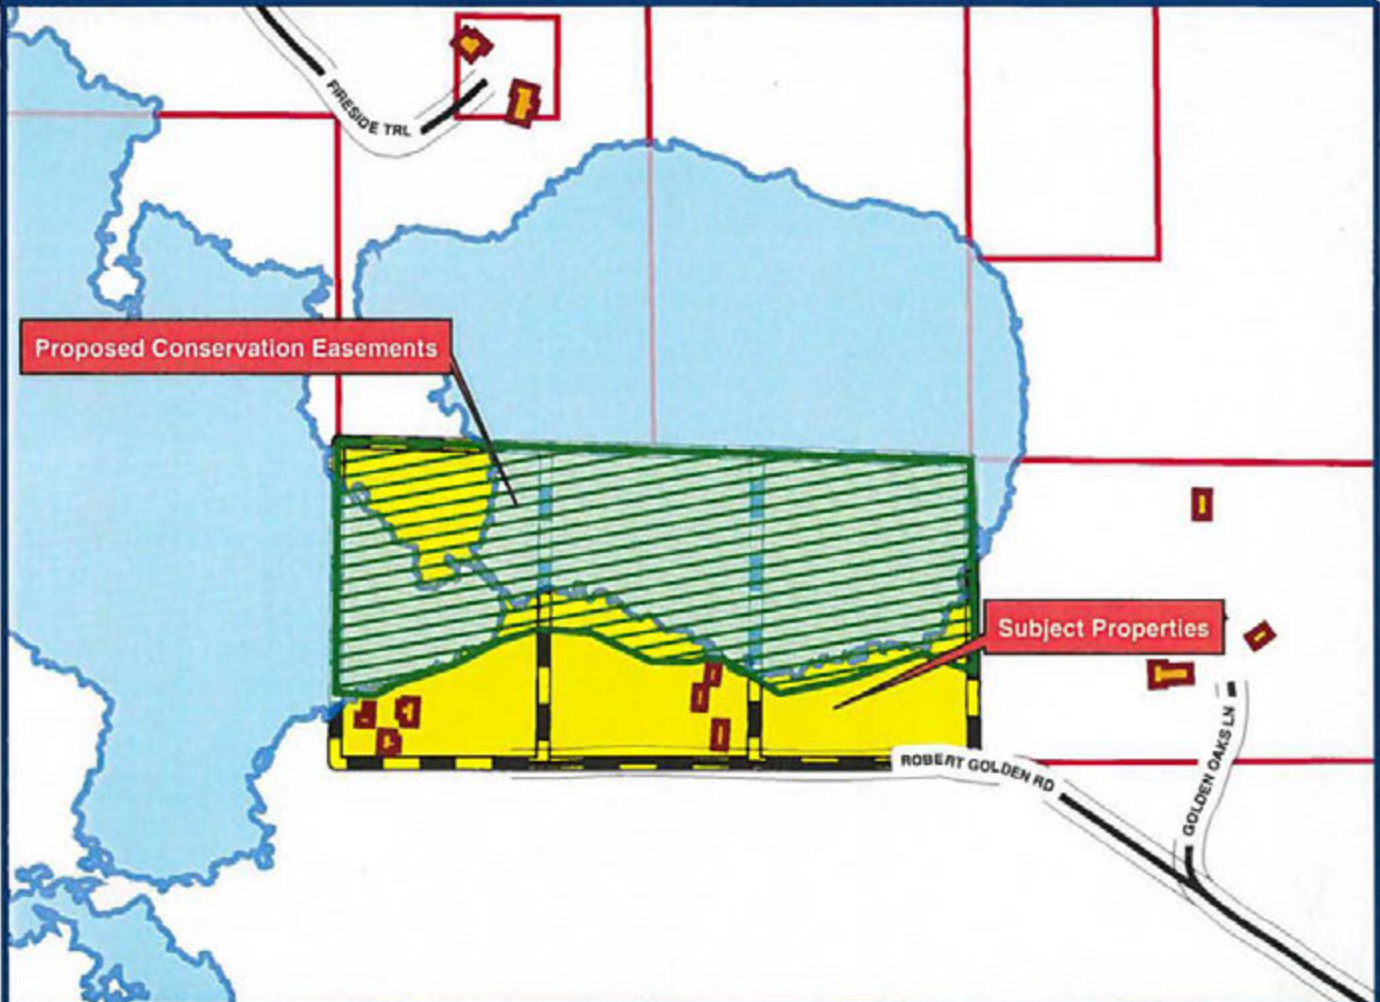 FIRESIDE TRL
Proposed Conservation Easements
Subject Properties
ROBERT GOLDEN RD
GOLDEN OAKS LN